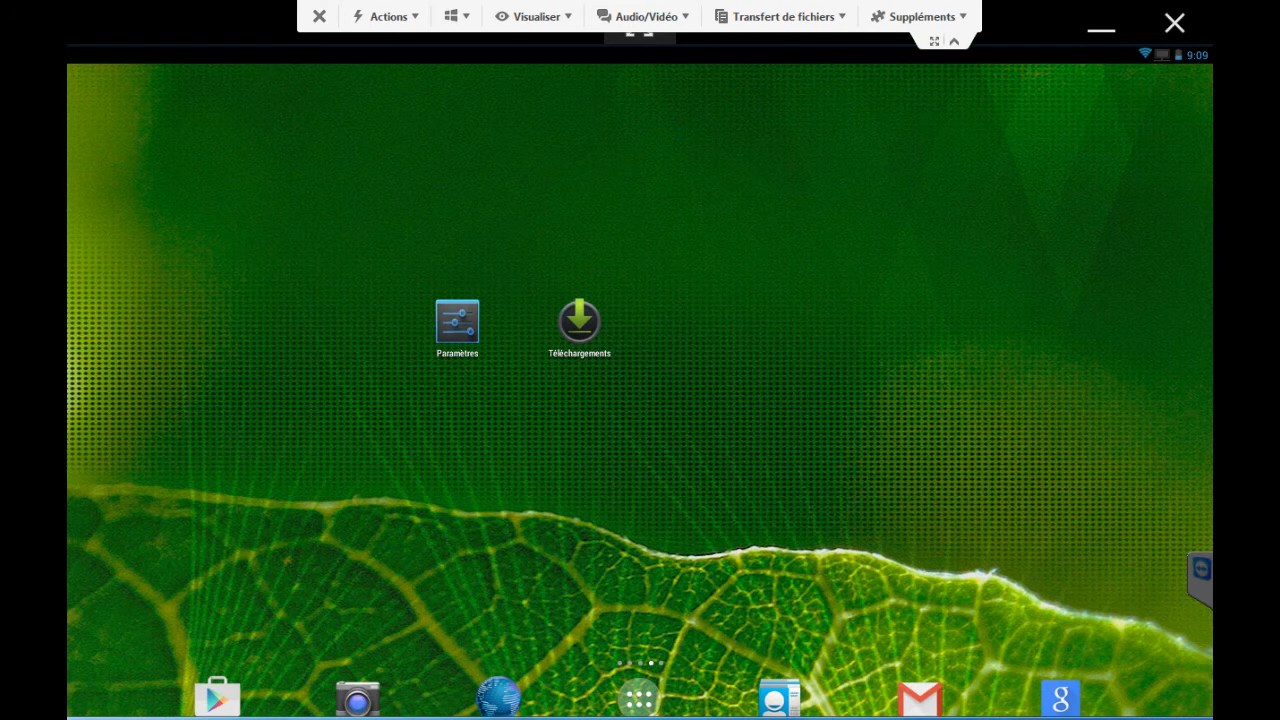 Actions
Visualiser
Audio/Vidéo
Transfert de fichiers
Suppléments
9:09
Paramètres
Téléchargements
g